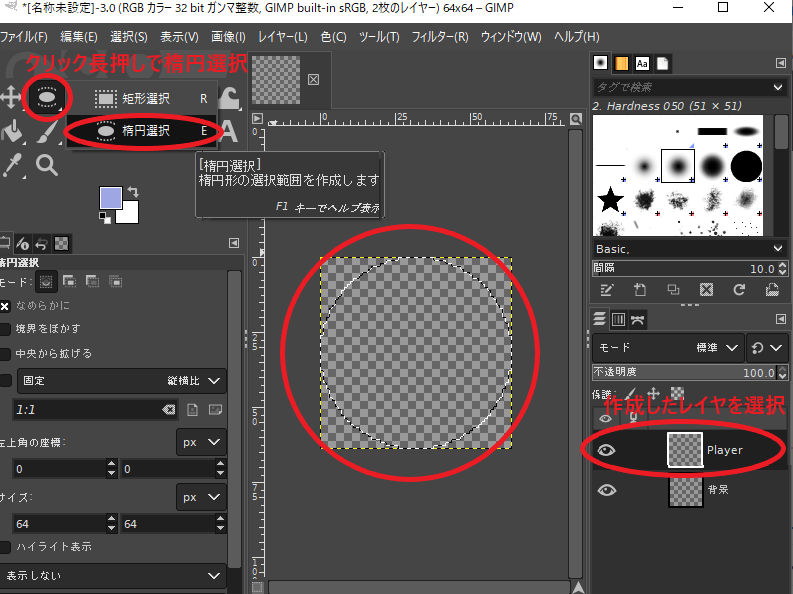 *[名称未設定]-3.0 (RGB カラー 32 bit ガンマ整数, GIMP built-in sRGB, 2枚のレイヤー) 64x64 – GIMP
ファイル(F) 編集(E) 選択(S) 表示(V) 画像(I) レイヤー(L) 色(C) ツール(T) フィルター(R) ウィンドウ(W) ヘルプ(H)
クリック長押しで楕円選択
矩形選択 R
楕円選択 E
[楕円選択]
楕円形の選択範囲を作成します
F1 キーでヘルプ表示
A
楕円選択
モード:
なめらかに
境界をぼかす
中央から拡げる
固定 縦横比
1:1
左上角の座標: px
0 0
サイズ: px
64 64
ハイライト表示
表示しない
0 25 50 75
0
0
25
50
75
100
Aa
タグで検索
2. Hardness 050 (51 × 51)
Basic,
間隔 10.0
モード 標準
不透明度 100.0
保護:
作成したレイヤを選択
Player
背景